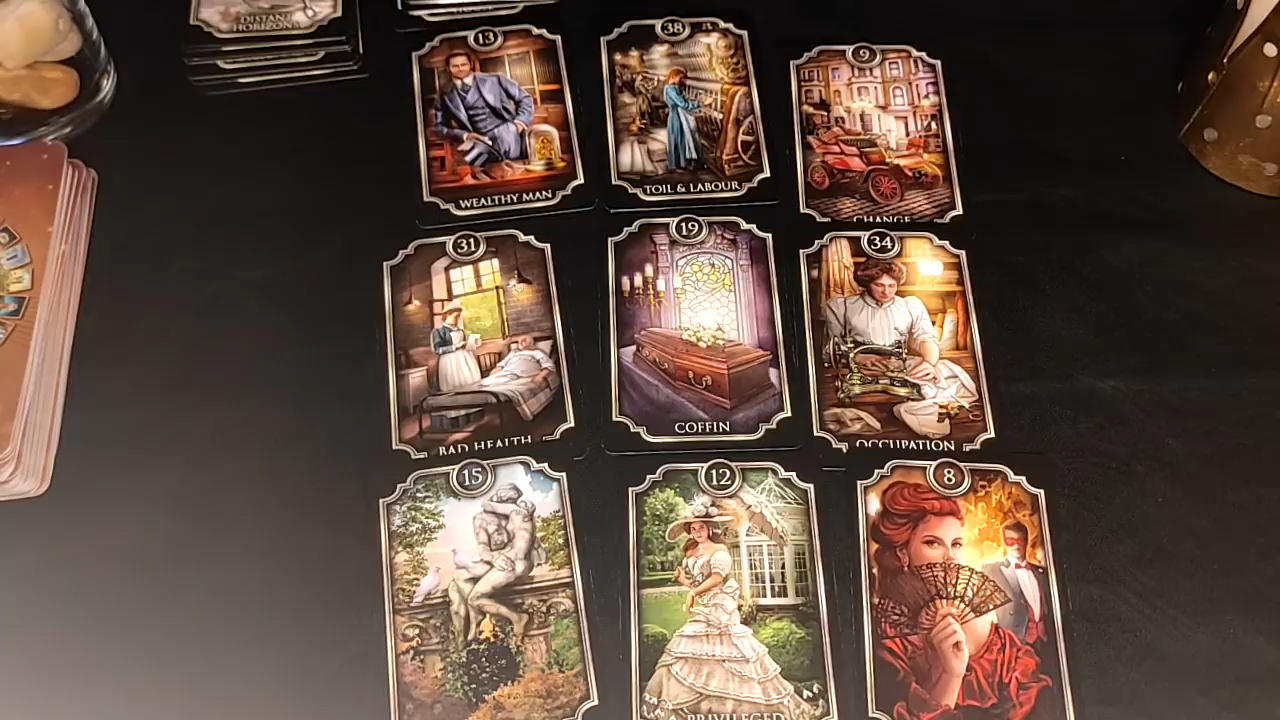 DISTANT
HORIZONS
13
WEALTHY MAN
38
TOIL & LABOUR
9
CHANGE
31
BAD HEALTH
19
COFFIN
34
OCCUPATION
15
12
PRIVILEGED
8